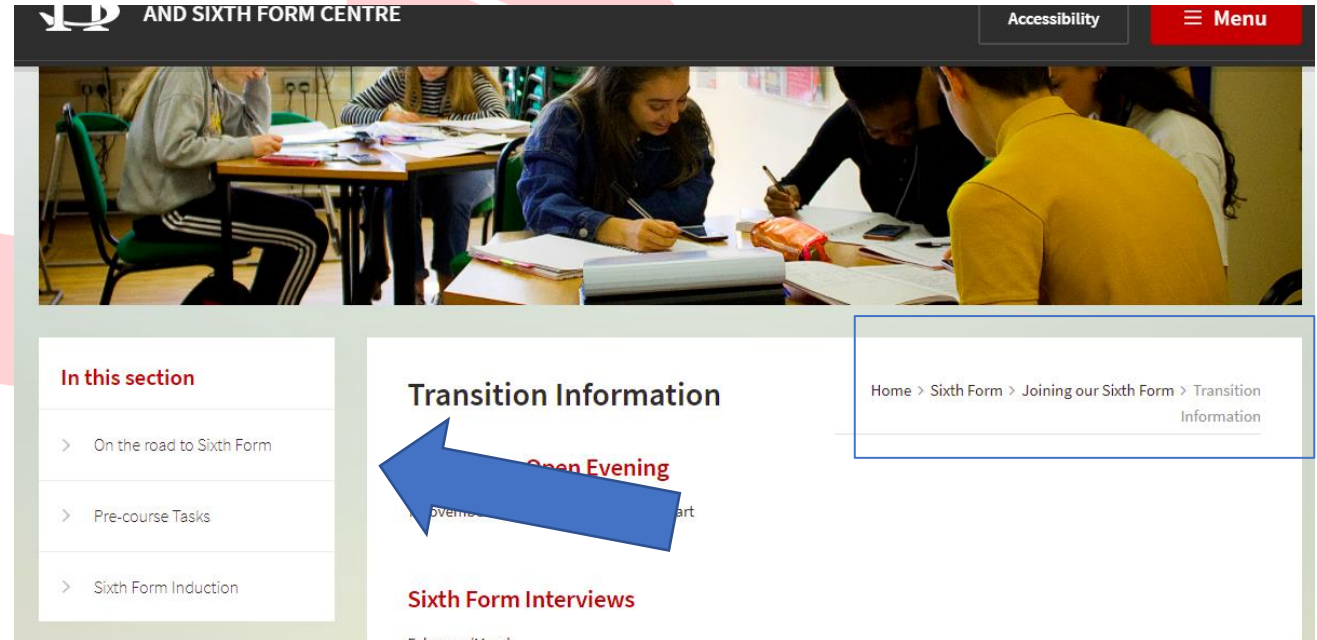 AND SIXTH FORM CENTRE
Accessibility
Menu
In this section
On the road to Sixth Form
Pre-course Tasks
Sixth Form Induction
Transition Information
Home > Sixth Form > Joining our Sixth Form > Transition
Information
Open Evening
Sixth Form Interviews